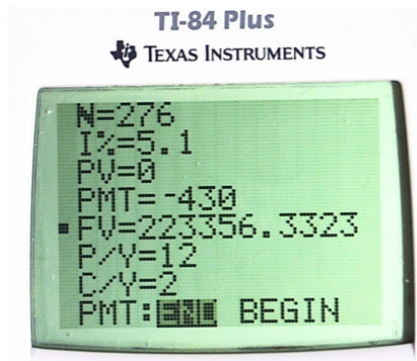 TI-84 Plus
TEXAS INSTRUMENTS
N=276
I%=5.1
PV=0
PMT=-430
FV=223356.3323
P/Y=12
C/Y=2
PMT:END BEGIN